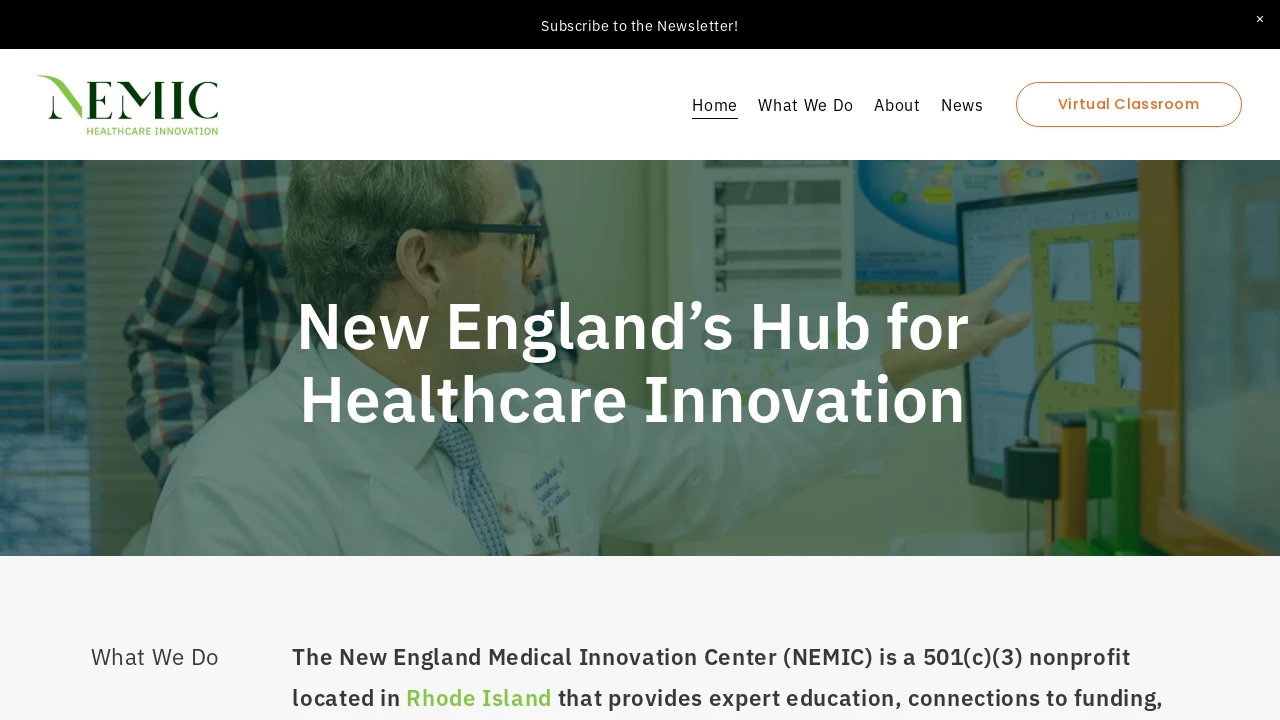 Subscribe to the Newsletter!
×
NEMIC
HEALTHCARE INNOVATION
Home What We Do About News Virtual Classroom
New England’s Hub for
Healthcare Innovation
What We Do
The New England Medical Innovation Center (NEMIC) is a 501(c)(3) nonprofit
located in Rhode Island that provides expert education, connections to funding,